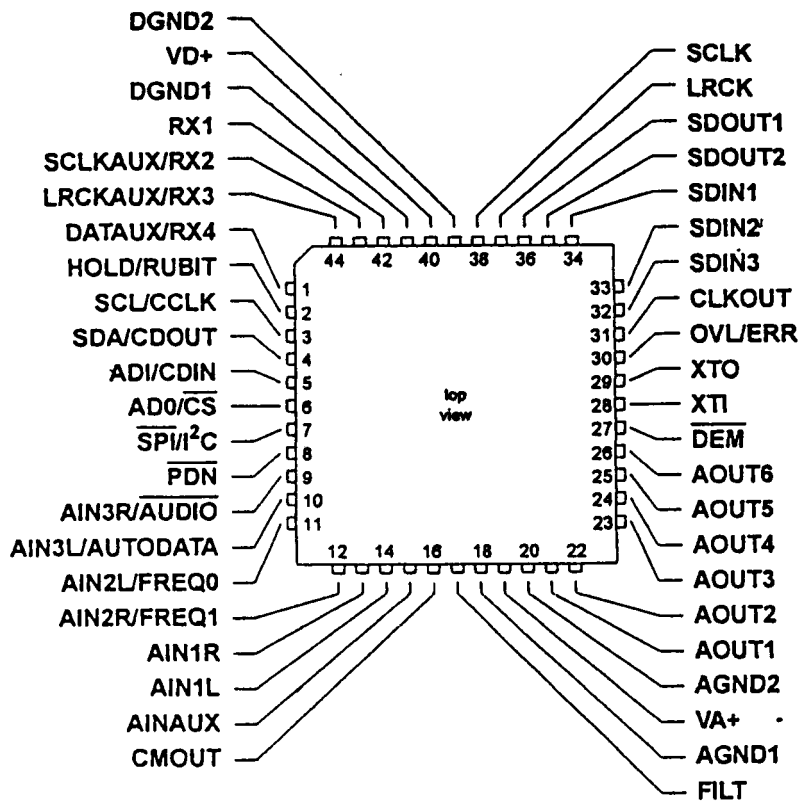 DGND2
VD+
DGND1
RX1
SCLKAUX/RX2
LRCKAUX/RX3
DATAUX/RX4
HOLD/RUBIT
SCL/CCLK
SDA/CDOUT
ADI/CDIN
AD0/CS
SPI/I²C
PDN
AIN3R/AUDIO
AIN3L/AUTODATA
AIN2L/FREQ0
AIN2R/FREQ1
AIN1R
AIN1L
AINAUX
CMOUT
44 42 40 38 36 34
1
2
3
4
5
6
7
8
9
10
11
top
view
12 14 16 18 20 22
33
32
31
30
29
28
27
26
25
24
23
SCLK
LRCK
SDOUT1
SDOUT2
SDIN1
SDIN2
SDIN3
CLKOUT
OVL/ERR
XTO
XTI
DEM
AOUT6
AOUT5
AOUT4
AOUT3
AOUT2
AOUT1
AGND2
VA+
AGND1
FILT